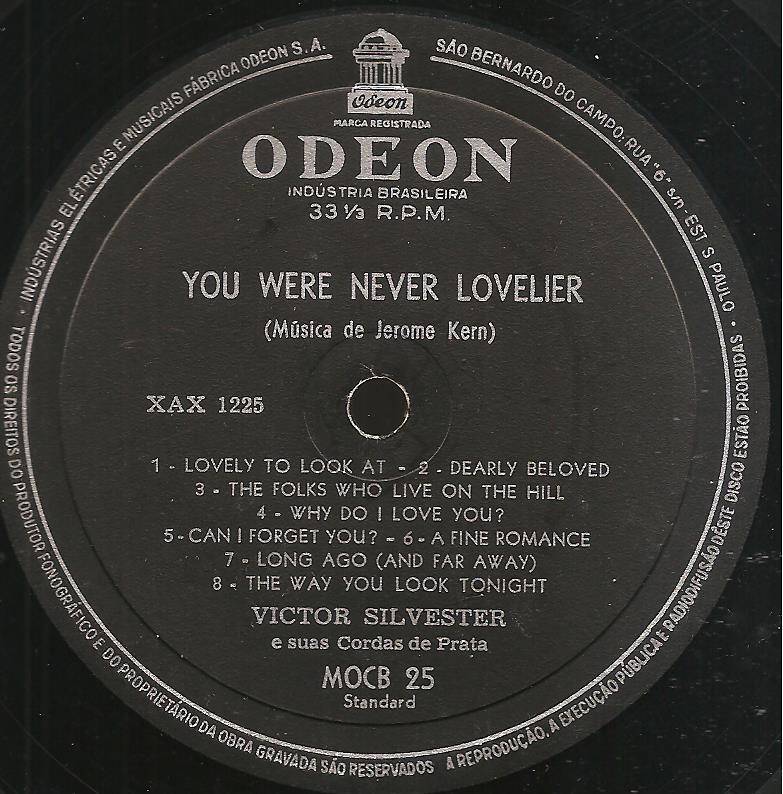 INDÚSTRIAS ELÉTRICAS E MUSICAIS FÁBRICA ODEON S.A.
SÃO BERNARDO DO CAMPO: RUA "6" s/n - EST S PAULO •
Odeon
MARCA REGISTRADA
ODEON
INDÚSTRIA BRASILEIRA
33 1/3 R.P.M.
YOU WERE NEVER LOVELIER
(Música de Jerome Kern)
XAX 1225
1 - LOVELY TO LOOK AT - 2 - DEARLY BELOVED
3 - THE FOLKS WHO LIVE ON THE HILL
4 - WHY DO I LOVE YOU?
5 - CAN I FORGET YOU? - 6 - A FINE ROMANCE
7 - LONG AGO (AND FAR AWAY)
8 - THE WAY YOU LOOK TONIGHT
VICTOR SILVESTER
e suas Cordas de Prata
MOCB 25
Standard
• TODOS OS DIREITOS DO PRODUTOR FONOGRÁFICO E DO PROPRIETÁRIO DA OBRA GRAVADA SÃO RESERVADOS A REPRODUÇÃO, A EXECUÇÃO PÚBLICA E RADIODIFUSÃO DÊSTE DISCO ESTÃO PROIBIDAS •